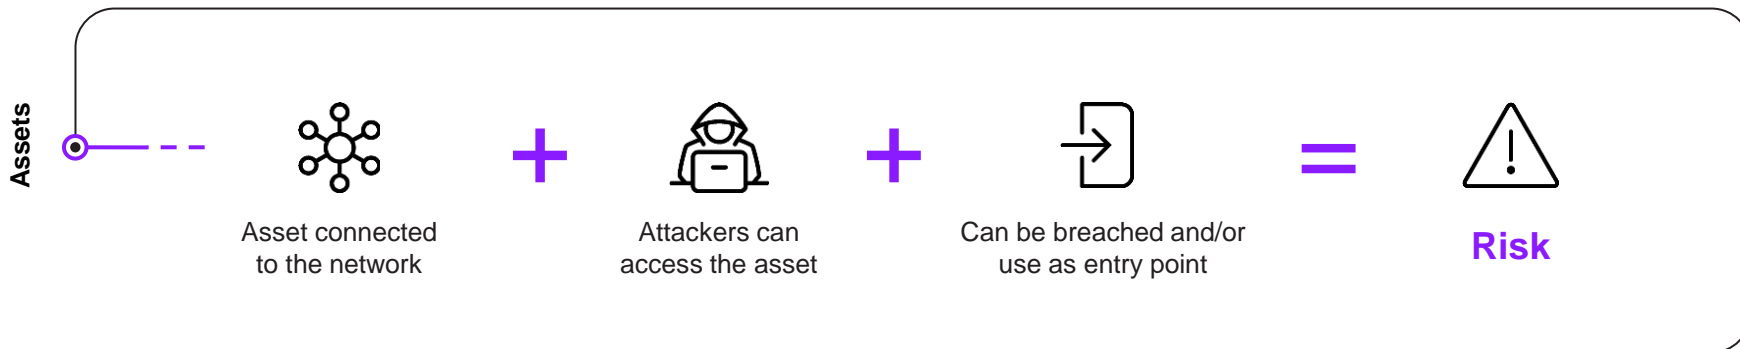 Assets
Asset connected
to the network
Attackers can
access the asset
Can be breached and/or
use as entry point
Risk